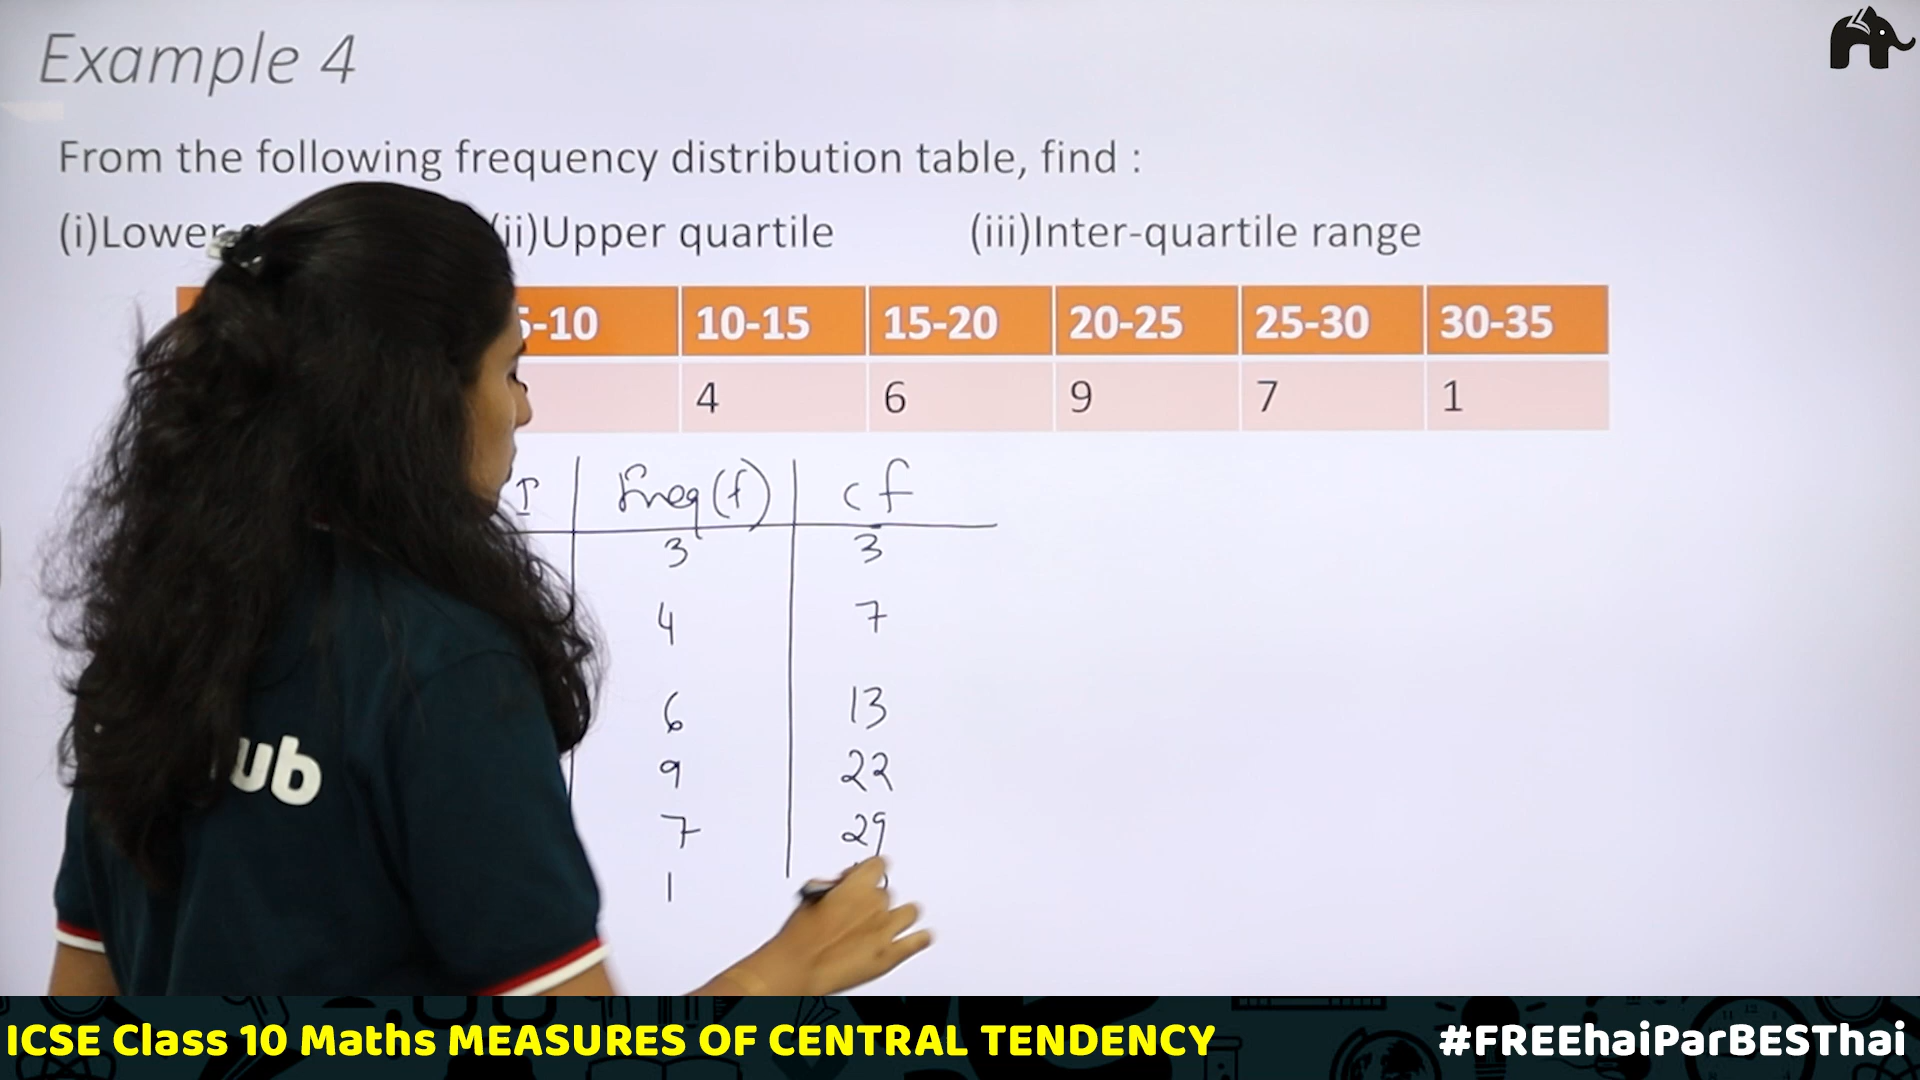 Example 4
From the following frequency distribution table, find :
(i)Lower (ii)Upper quartile (iii)Inter-quartile range
5-10 10-15 15-20 20-25 25-30 30-35
4 6 9 7 1
Freq(f) cf
3 3
4 7
6 13
9 22
7 29
1
ub
ICSE Class 10 Maths MEASURES OF CENTRAL TENDENCY #FREEhaiParBESThai